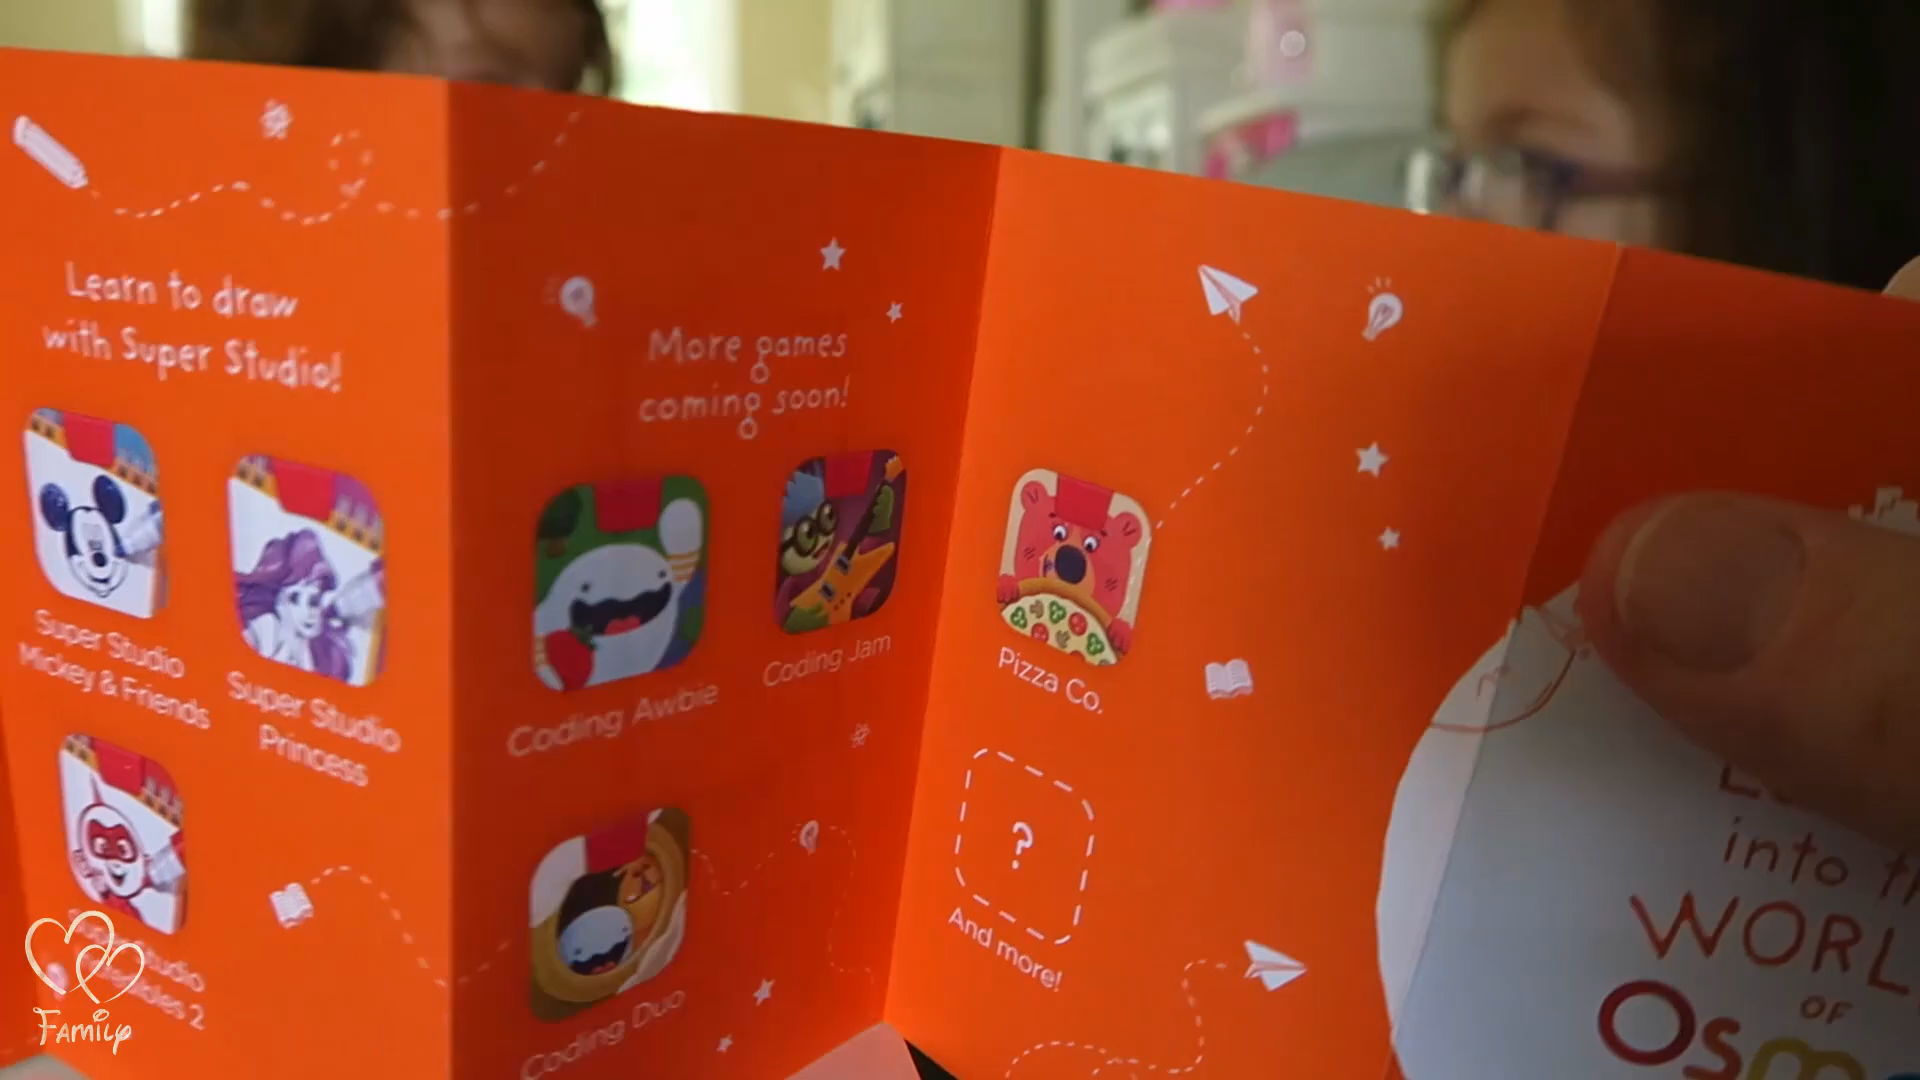 Learn to draw
with Super Studio!
Super Studio
Mickey & Friends
Super Studio
Princess
More games
coming soon!
Coding Awbie
Coding Jam
Coding Duo
Pizza Co.
?
And more!
into
WORL
OF
Osm
Family